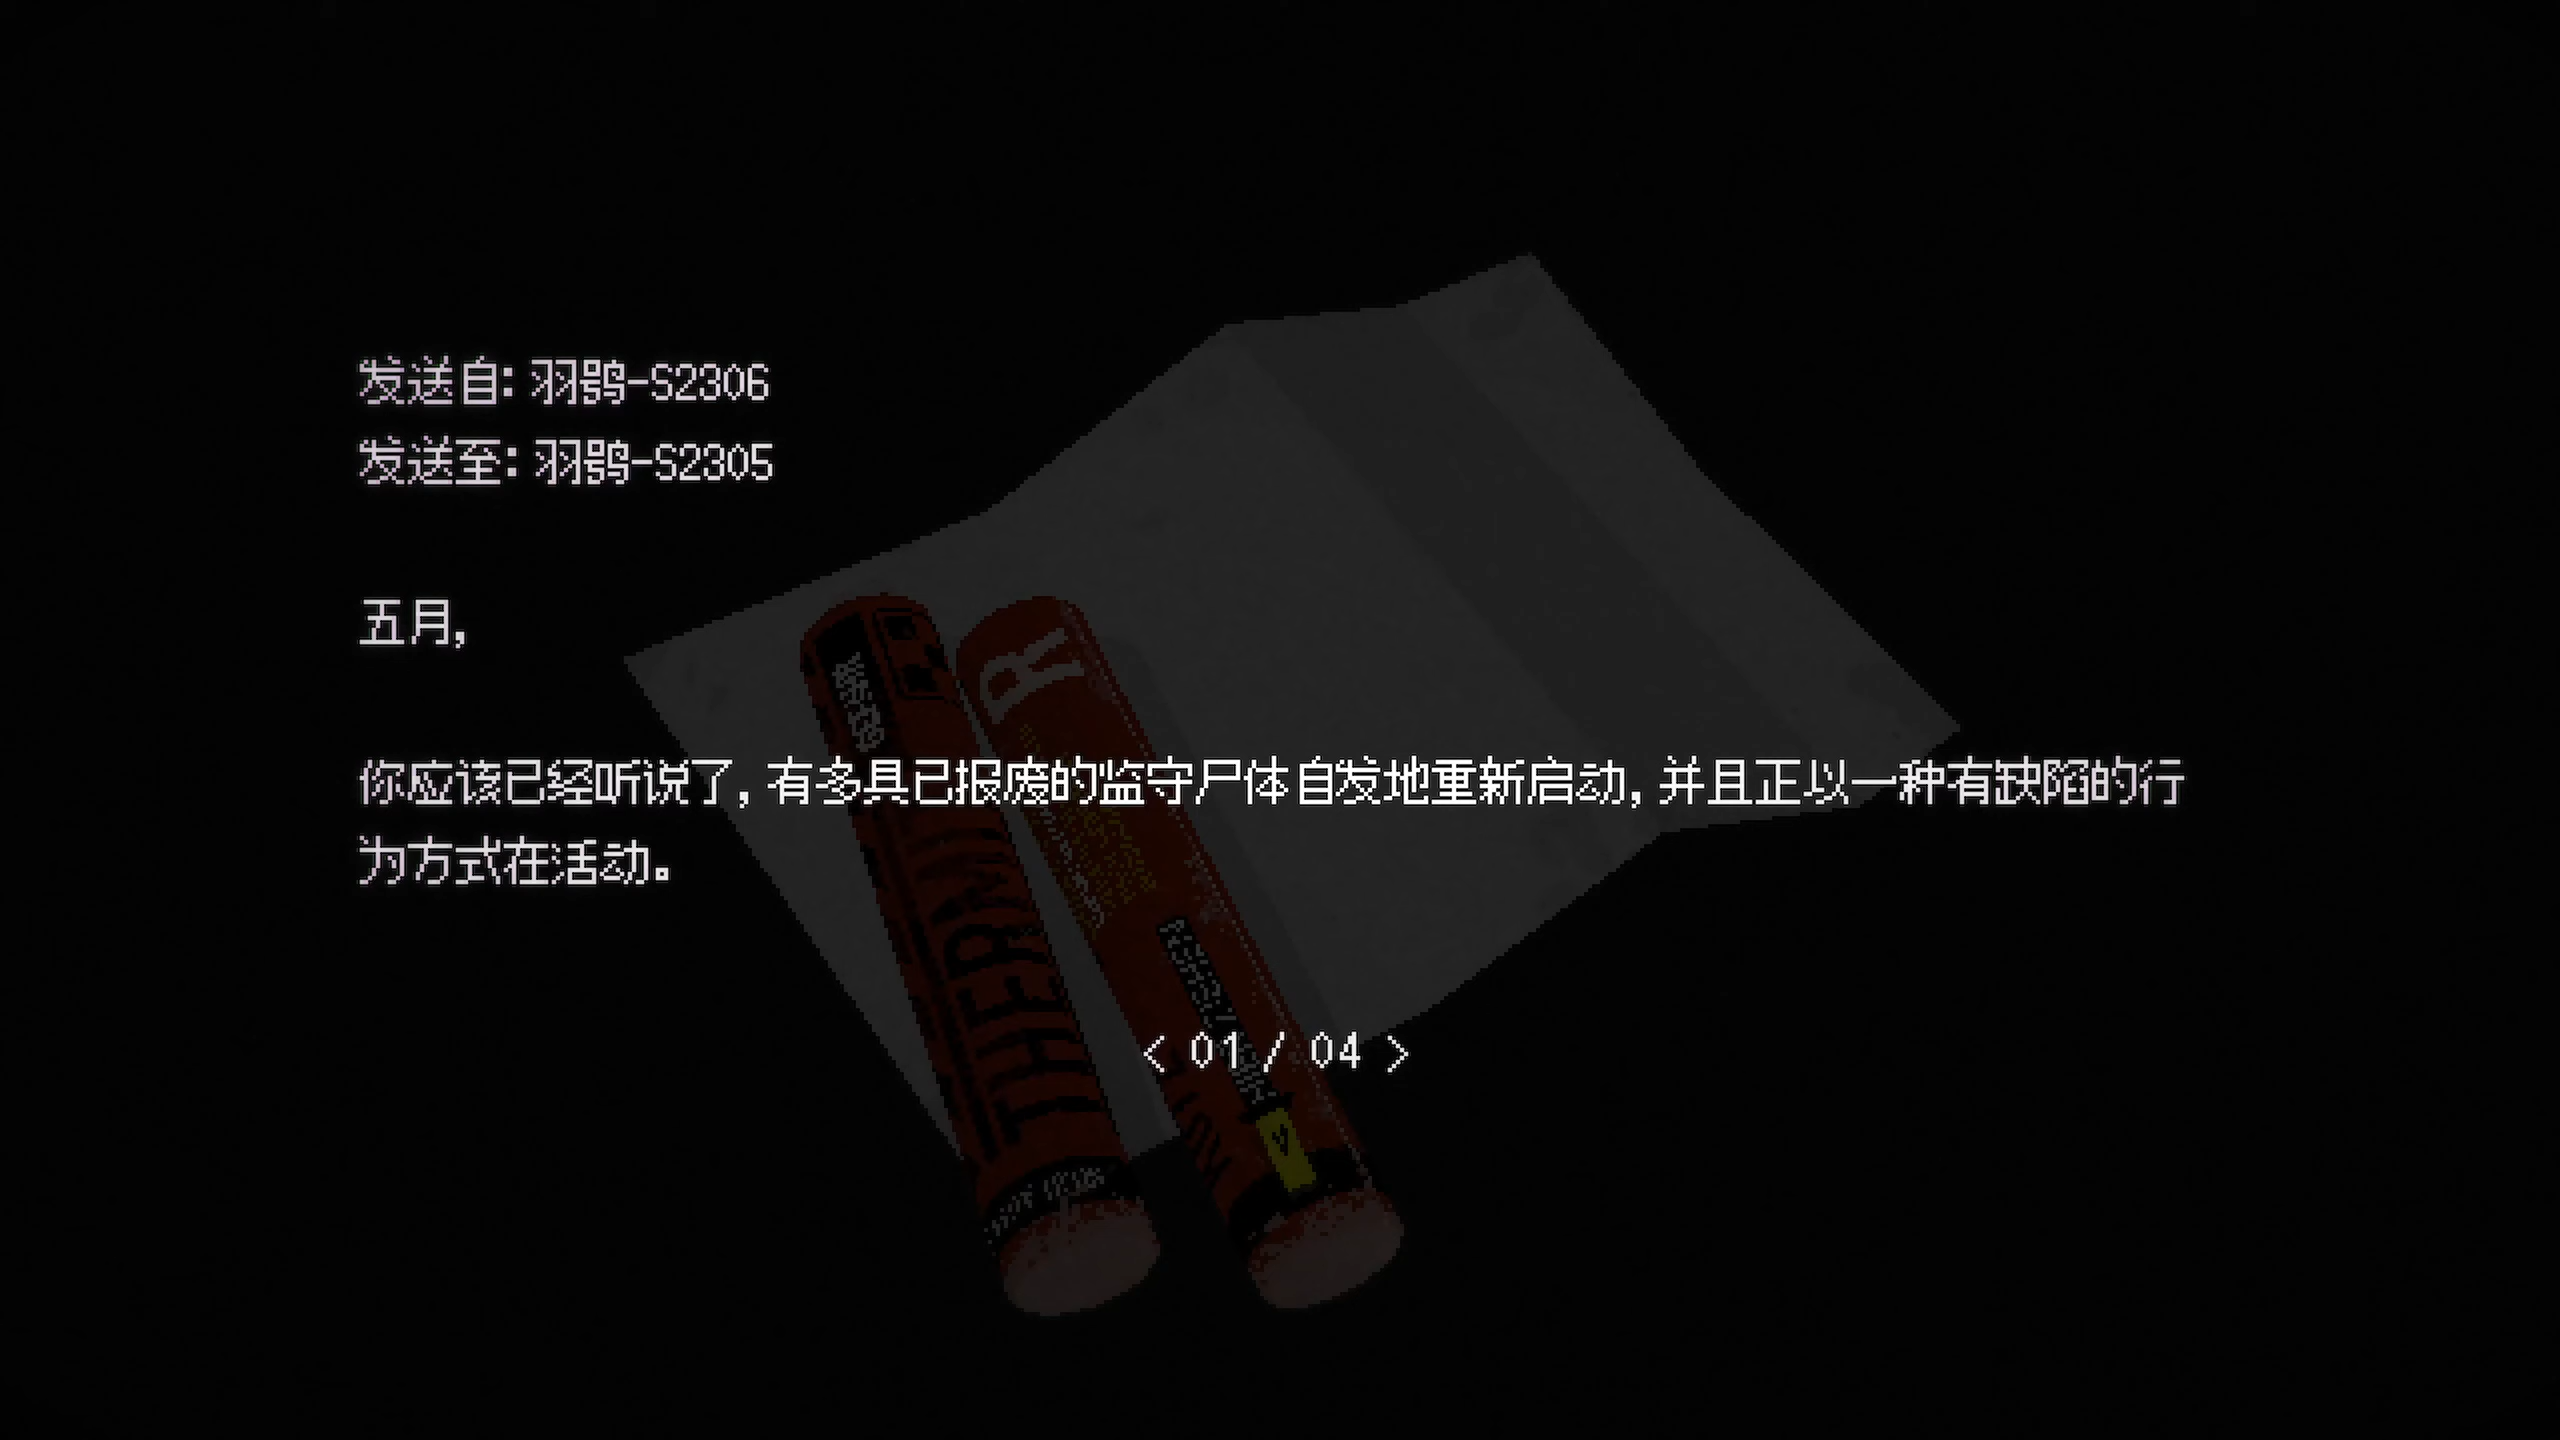 发送自: 羽鹗-S2306
发送至: 羽鹗-S2305
五月,
你应该已经听说了, 有多具已报废的监守尸体自发地重新启动, 并且正以一种有缺陷的行
为方式在活动。
THERMIT
< 01 / 04 >